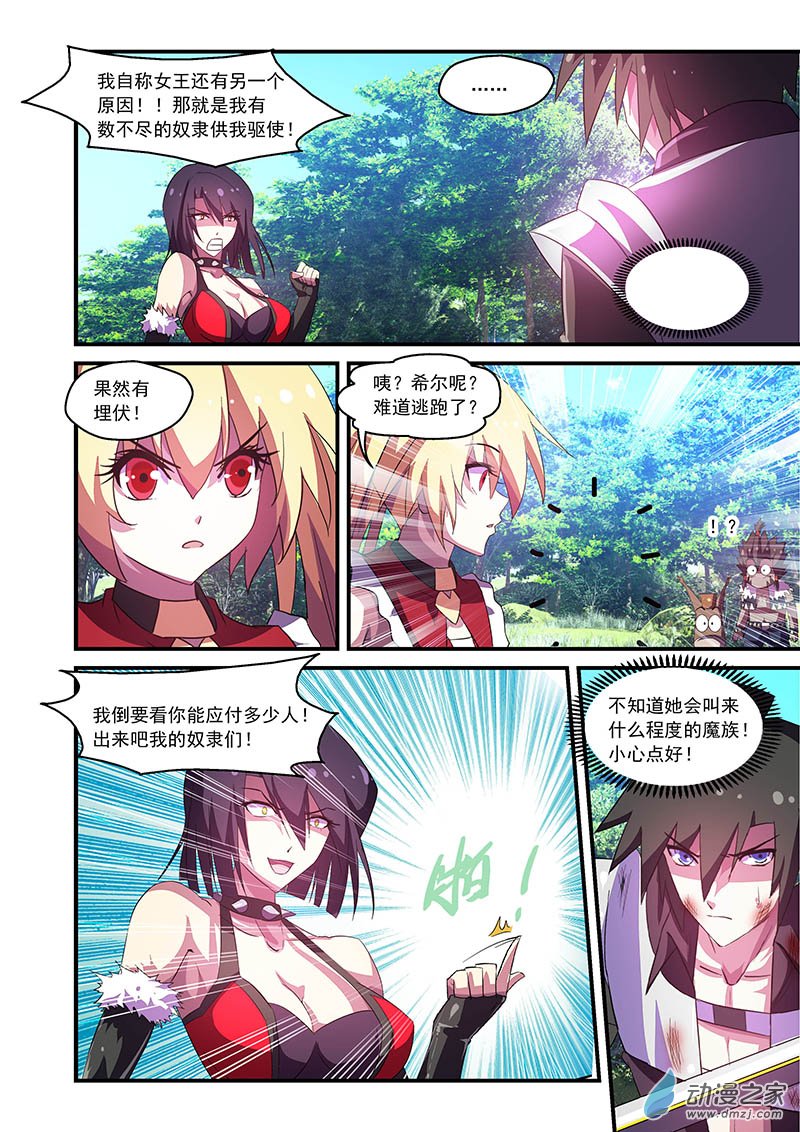 我自称女王还有另一个
原因！！那就是我有
数不尽的奴隶供我驱使！
……
果然有
埋伏！
咦？希尔呢？
难道逃跑了？
！？
我倒要看你能应付多少人！
出来吧我的奴隶们！
啪！
不知道她会叫来
什么程度的魔族！
小心点好！
动漫之家
www.dmzj.com